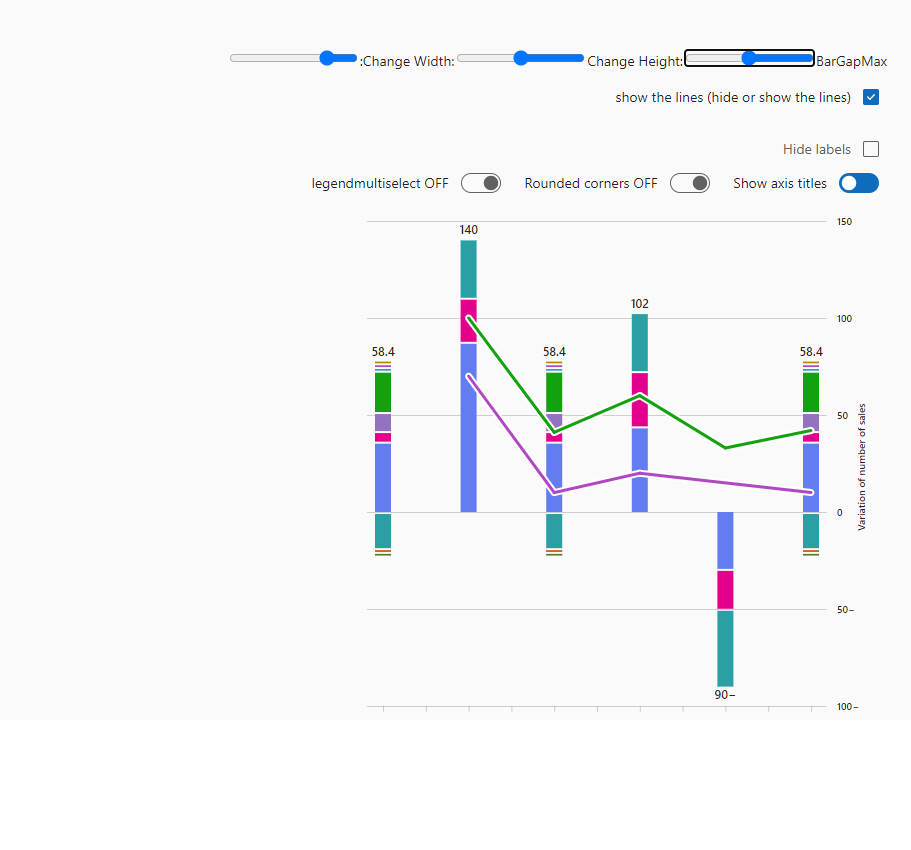 :Change Width: Change Height: BarGapMax
show the lines (hide or show the lines)
Hide labels
legendmultiselect OFF Rounded corners OFF Show axis titles
150
140
102
100
58.4 58.4 58.4
50
Variation of number of sales
0
50–
90–
100–